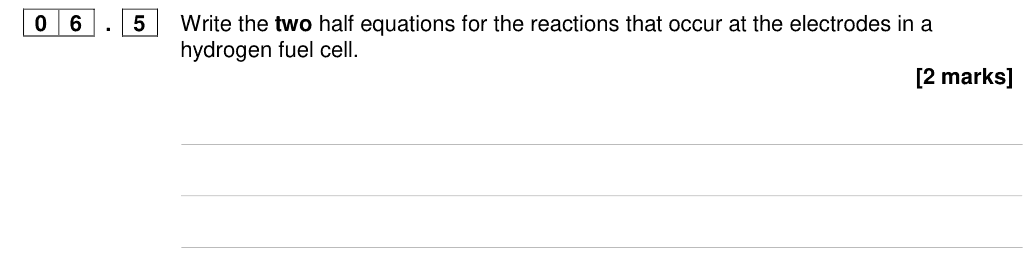 0 6 . 5 Write the two half equations for the reactions that occur at the electrodes in a
hydrogen fuel cell.
[2 marks]